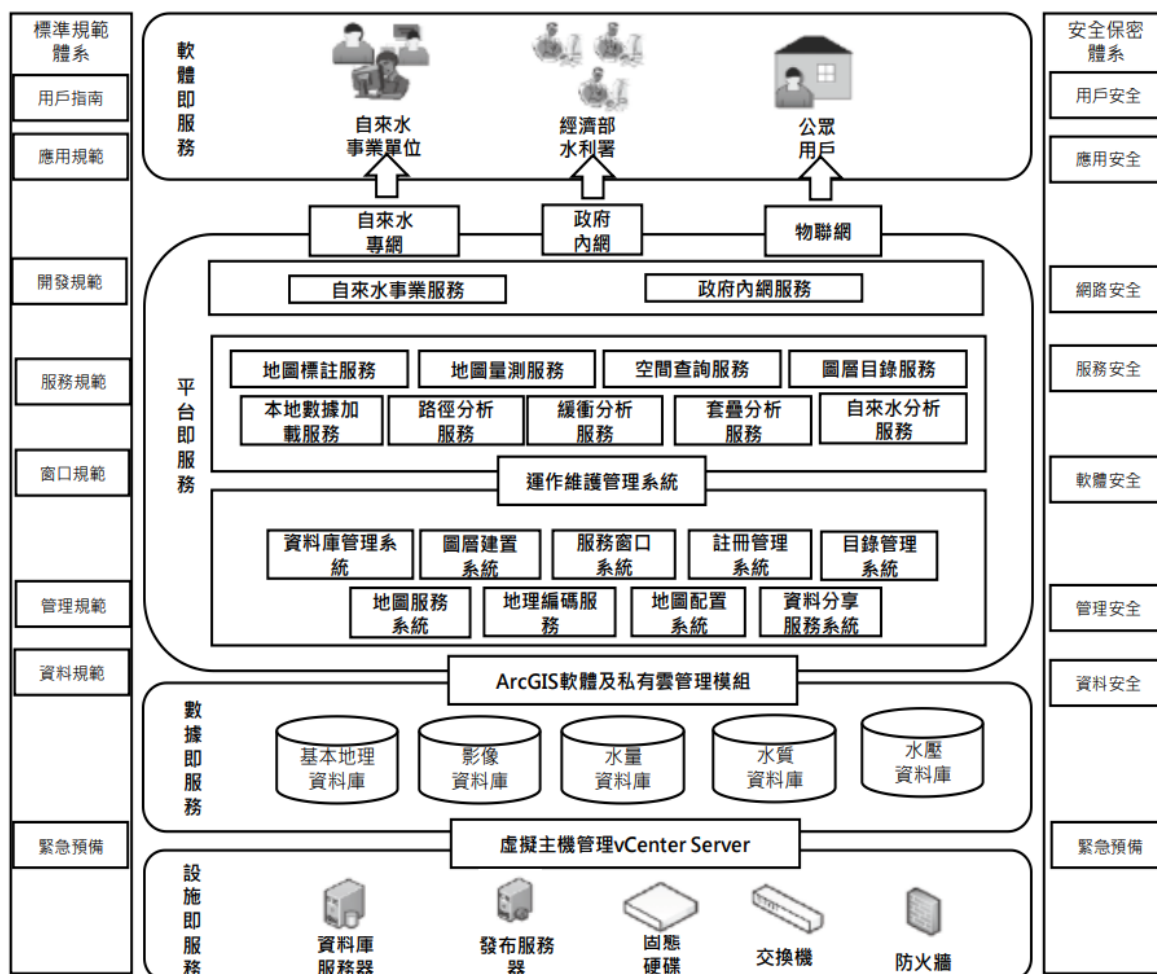 標準規範
體系
用戶指南
應用規範
開發規範
服務規範
窗口規範
管理規範
資料規範
緊急預備
軟體即服務
自來水
事業單位
經濟部
水利署
公眾
用戶
自來水
專網
政府
內網
物聯網
平台即服務
自來水事業服務
政府內網服務
地圖標註服務
地圖量測服務
空間查詢服務
圖層目錄服務
本地數據加
載服務
路徑分析
服務
緩衝分析
服務
套疊分析
服務
自來水分析
服務
運作維護管理系統
資料庫管理系
統
圖層建置
系統
服務窗口
系統
註冊管理
系統
目錄管理
系統
地圖服務
系統
地理編碼服
務
地圖配置
系統
資料分享
服務系統
ArcGIS軟體及私有雲管理模組
數據即服務
基本地理
資料庫
影像
資料庫
水量
資料庫
水質
資料庫
水壓
資料庫
虛擬主機管理vCenter Server
設施即服務
資料庫
服務器
發布服務
器
固態
硬碟
交換機
防火牆
安全保密
體系
用戶安全
應用安全
網路安全
服務安全
軟體安全
管理安全
資料安全
緊急預備